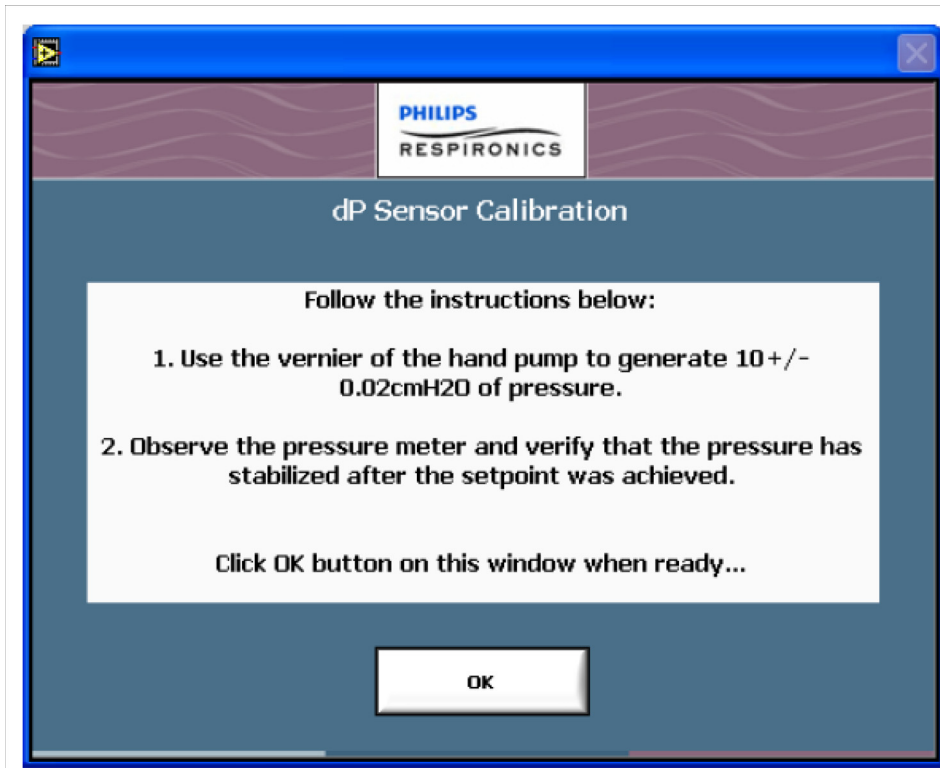 PHILIPS
RESPIRONICS
dP Sensor Calibration
Follow the instructions below:
1. Use the vernier of the hand pump to generate 10+/-
0.02cmH2O of pressure.
2. Observe the pressure meter and verify that the pressure has
stabilized after the setpoint was achieved.
Click OK button on this window when ready...
OK